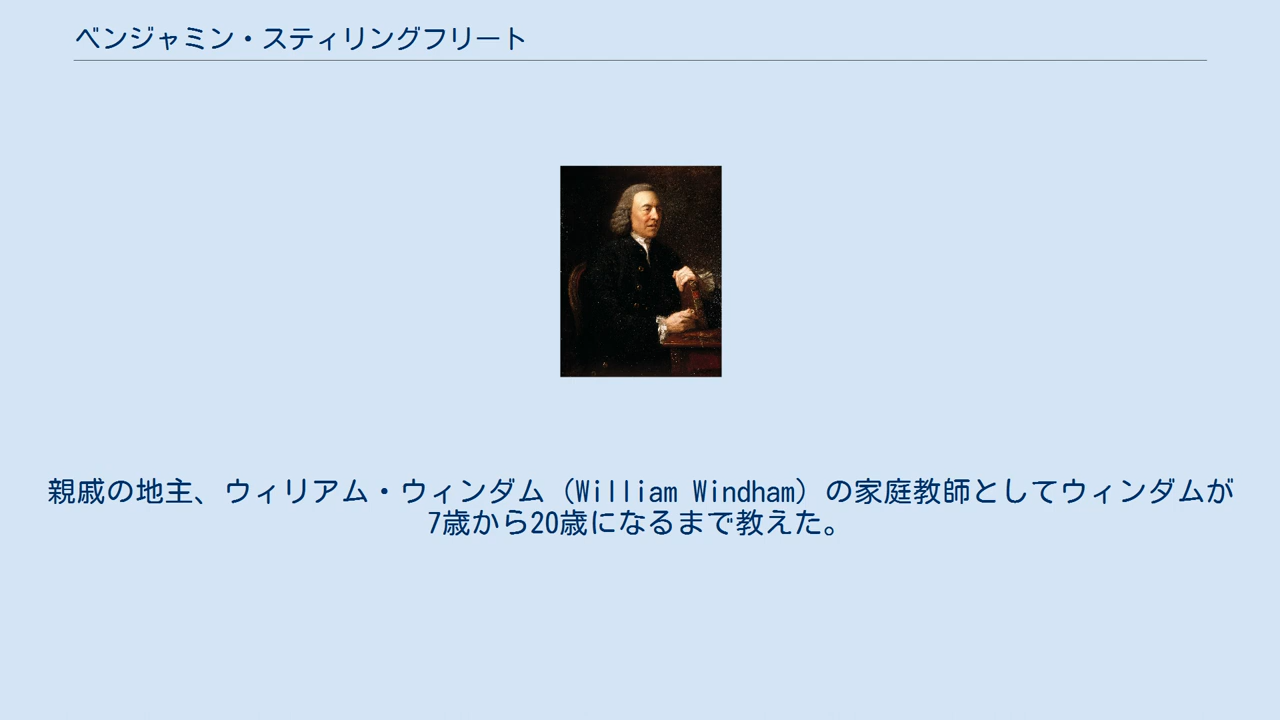 ベンジャミン・スティリングフリート
親戚の地主、ウィリアム・ウィンダム（William Windham）の家庭教師としてウィンダムが
7歳から20歳になるまで教えた。